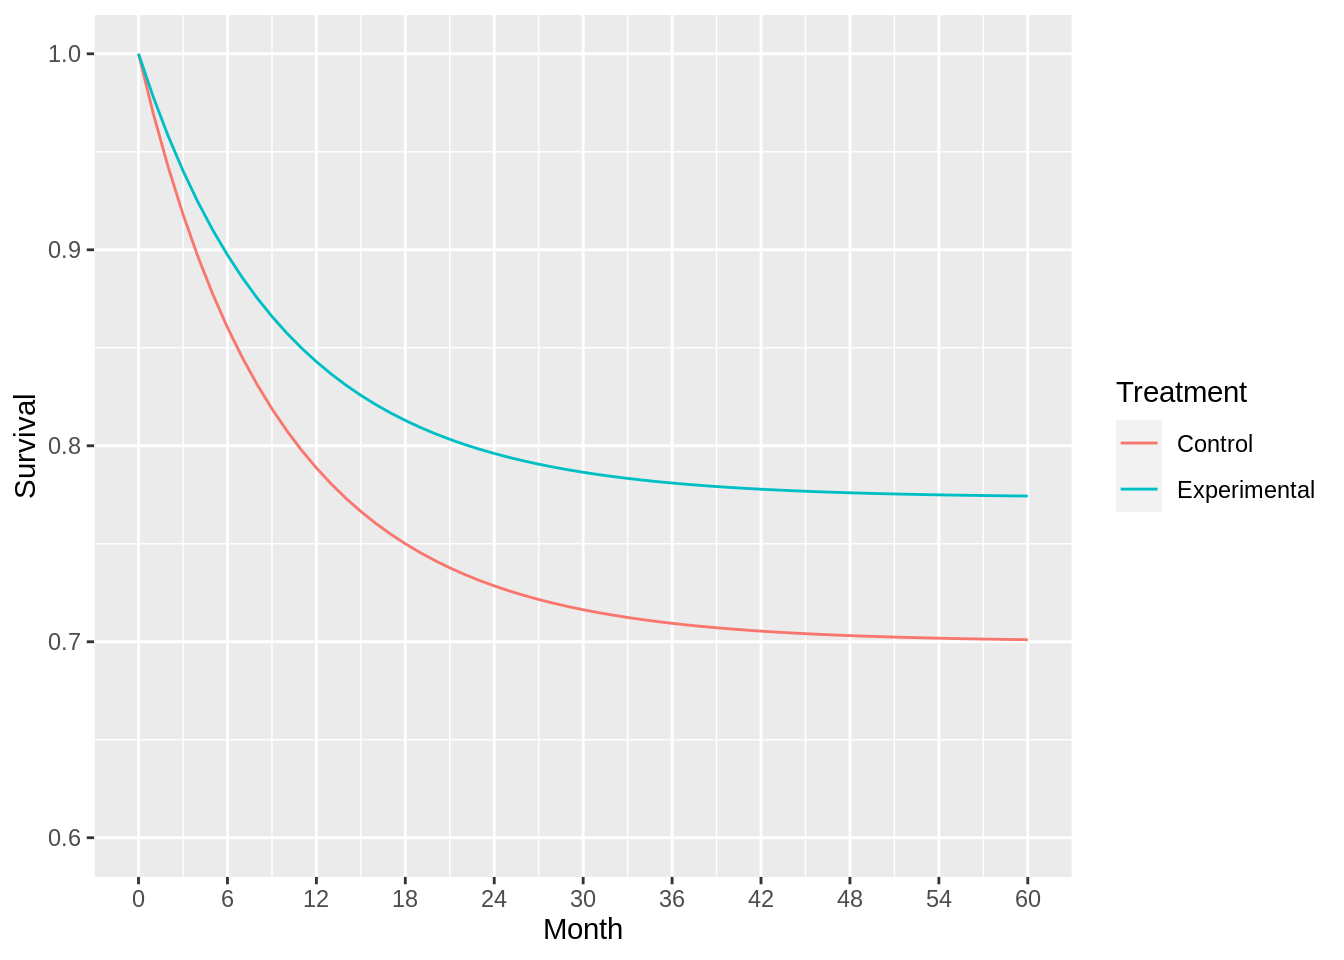 1.0
0.9
0.8
0.7
0.6
Survival
0 6 12 18 24 30 36 42 48 54 60
Month
Treatment
Control
Experimental